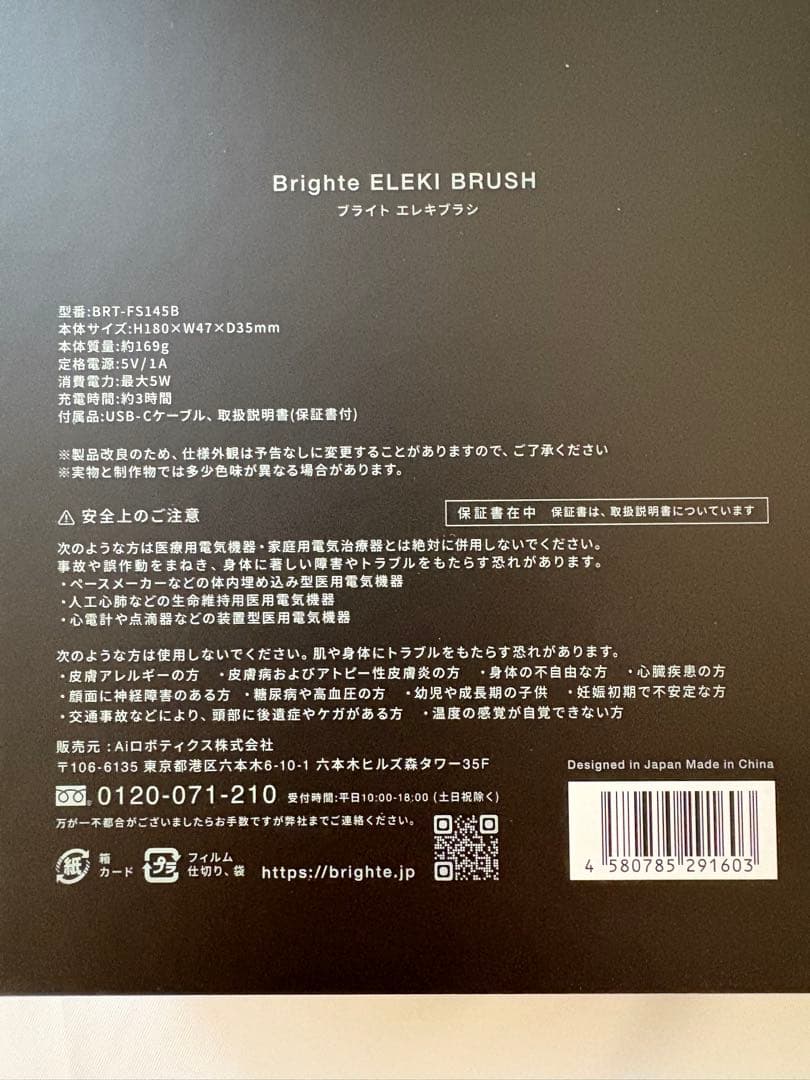 Brighte ELEKI BRUSH
ブライト エレキブラシ
型番:BRT-FS145B
本体サイズ:H180×W47×D35mm
本体質量:約169g
定格電源:5V/1A
消費電力:最大5W
充電時間:約3時間
付属品:USB-Cケーブル、取扱説明書(保証書付)
※製品改良のため、仕様外観は予告なしに変更することがありますので、ご了承ください
※実物と制作物では多少色味が異なる場合があります。
⚠ 安全上のご注意
保証書在中 保証書は、取扱説明書についています
次のような方は医療用電気機器・家庭用電気治療器とは絶対に併用しないでください。
事故や誤作動をまねき、身体に著しい障害やトラブルをもたらす恐れがあります。
・ペースメーカーなどの体内埋め込み型医用電気機器
・人工心肺などの生命維持用医用電気機器
・心電計や点滴器などの装置型医用電気機器
次のような方は使用しないでください。肌や身体にトラブルをもたらす恐れがあります。
・皮膚アレルギーの方 ・皮膚病およびアトピー性皮膚炎の方 ・身体の不自由な方 ・心臓疾患の方
・顔面に神経障害のある方 ・糖尿病や高血圧の方 ・幼児や成長期の子供 ・妊娠初期で不安定な方
・交通事故などにより、頭部に後遺症やケガがある方 ・温度の感覚が自覚できない方
販売元:Aiロボティクス株式会社
〒106-6135 東京都港区六本木6-10-1 六本木ヒルズ森タワー35F
0120-071-210 受付時間:平日10:00-18:00 (土日祝除く)
万が一不都合がございましたらお手数ですが弊社までご連絡ください。
紙 箱
カード
プラ フィルム
仕切り、袋
https://brighte.jp
Designed in Japan Made in China
4 580785 291603